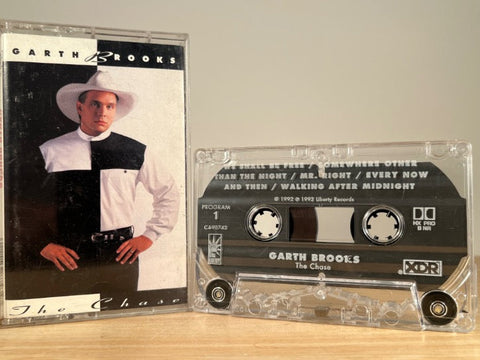 GARTH BROOKS
The Chase
SHALL BE FREE / SOMEWHERE OTHER
THAN THE NIGHT / MR. RIGHT / EVERY NOW
AND THEN / WALKING AFTER MIDNIGHT
℗ 1992 © 1992 Liberty Records
PROGRAM
1
HX PRO
B NR
GARTH BROOKS
The Chase
XDR